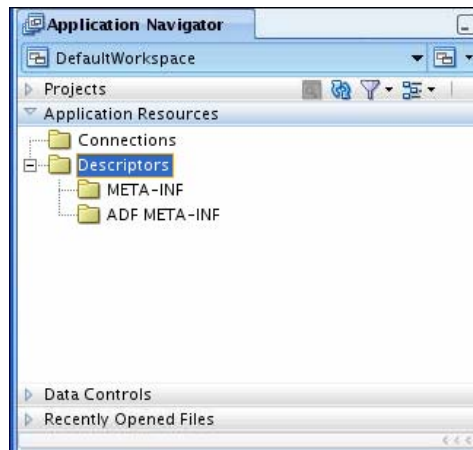 Application Navigator
DefaultWorkspace
Projects
Application Resources
Connections
Descriptors
META-INF
ADF META-INF
Data Controls
Recently Opened Files